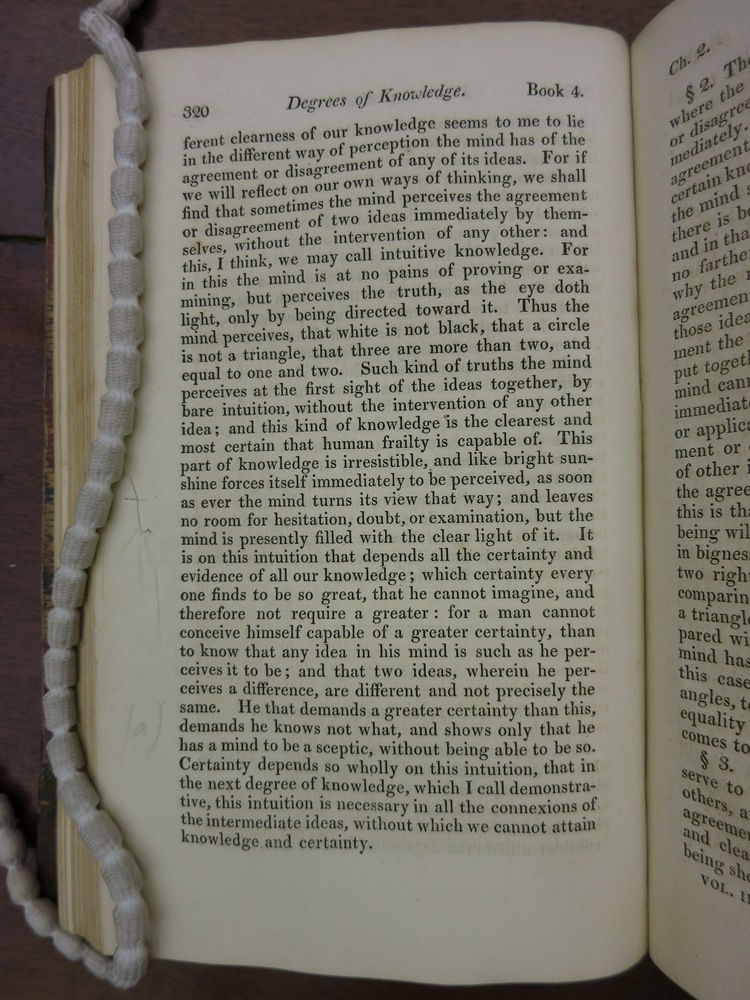 320 Degrees of Knowledge. Book 4.
ferent clearness of our knowledge seems to me to lie
in the different way of perception the mind has of the
agreement or disagreement of any of its ideas. For if
we will reflect on our own ways of thinking, we shall
find that sometimes the mind perceives the agreement
or disagreement of two ideas immediately by them-
selves, without the intervention of any other: and
this, I think, we may call intuitive knowledge. For
in this the mind is at no pains of proving or exa-
mining, but perceives the truth, as the eye doth
light, only by being directed toward it. Thus the
mind perceives, that white is not black, that a circle
is not a triangle, that three are more than two, and
equal to one and two. Such kind of truths the mind
perceives at the first sight of the ideas together, by
bare intuition, without the intervention of any other
idea; and this kind of knowledge is the clearest and
most certain that human frailty is capable of. This
part of knowledge is irresistible, and like bright sun-
shine forces itself immediately to be perceived, as soon
as ever the mind turns its view that way; and leaves
no room for hesitation, doubt, or examination, but the
mind is presently filled with the clear light of it. It
is on this intuition that depends all the certainty and
evidence of all our knowledge; which certainty every
one finds to be so great, that he cannot imagine, and
therefore not require a greater: for a man cannot
conceive himself capable of a greater certainty, than
to know that any idea in his mind is such as he per-
ceives it to be; and that two ideas, wherein he per-
ceives a difference, are different and not precisely the
same. He that demands a greater certainty than this,
demands he knows not what, and shows only that he
has a mind to be a sceptic, without being able to be so.
Certainty depends so wholly on this intuition, that in
the next degree of knowledge, which I call demonstra-
tive, this intuition is necessary in all the connexions of
the intermediate ideas, without which we cannot attain
knowledge and certainty.
Ch. 2.
§ 2. The
where the
or disagree
mediately.
agreement
certain kno
the mind s
there is be
and in tha
no farthe
why the
agreemen
those idea
ment the
put togeth
mind cann
immediate
or applica
ment or
of other i
the agree
this is tha
being wil
in bignes
two righ
comparin
a triangl
pared wi
mind has
this case
angles, t
equality
comes to
§ 3.
serve to
others, a
agreeme
and clea
being sho
VOL. II